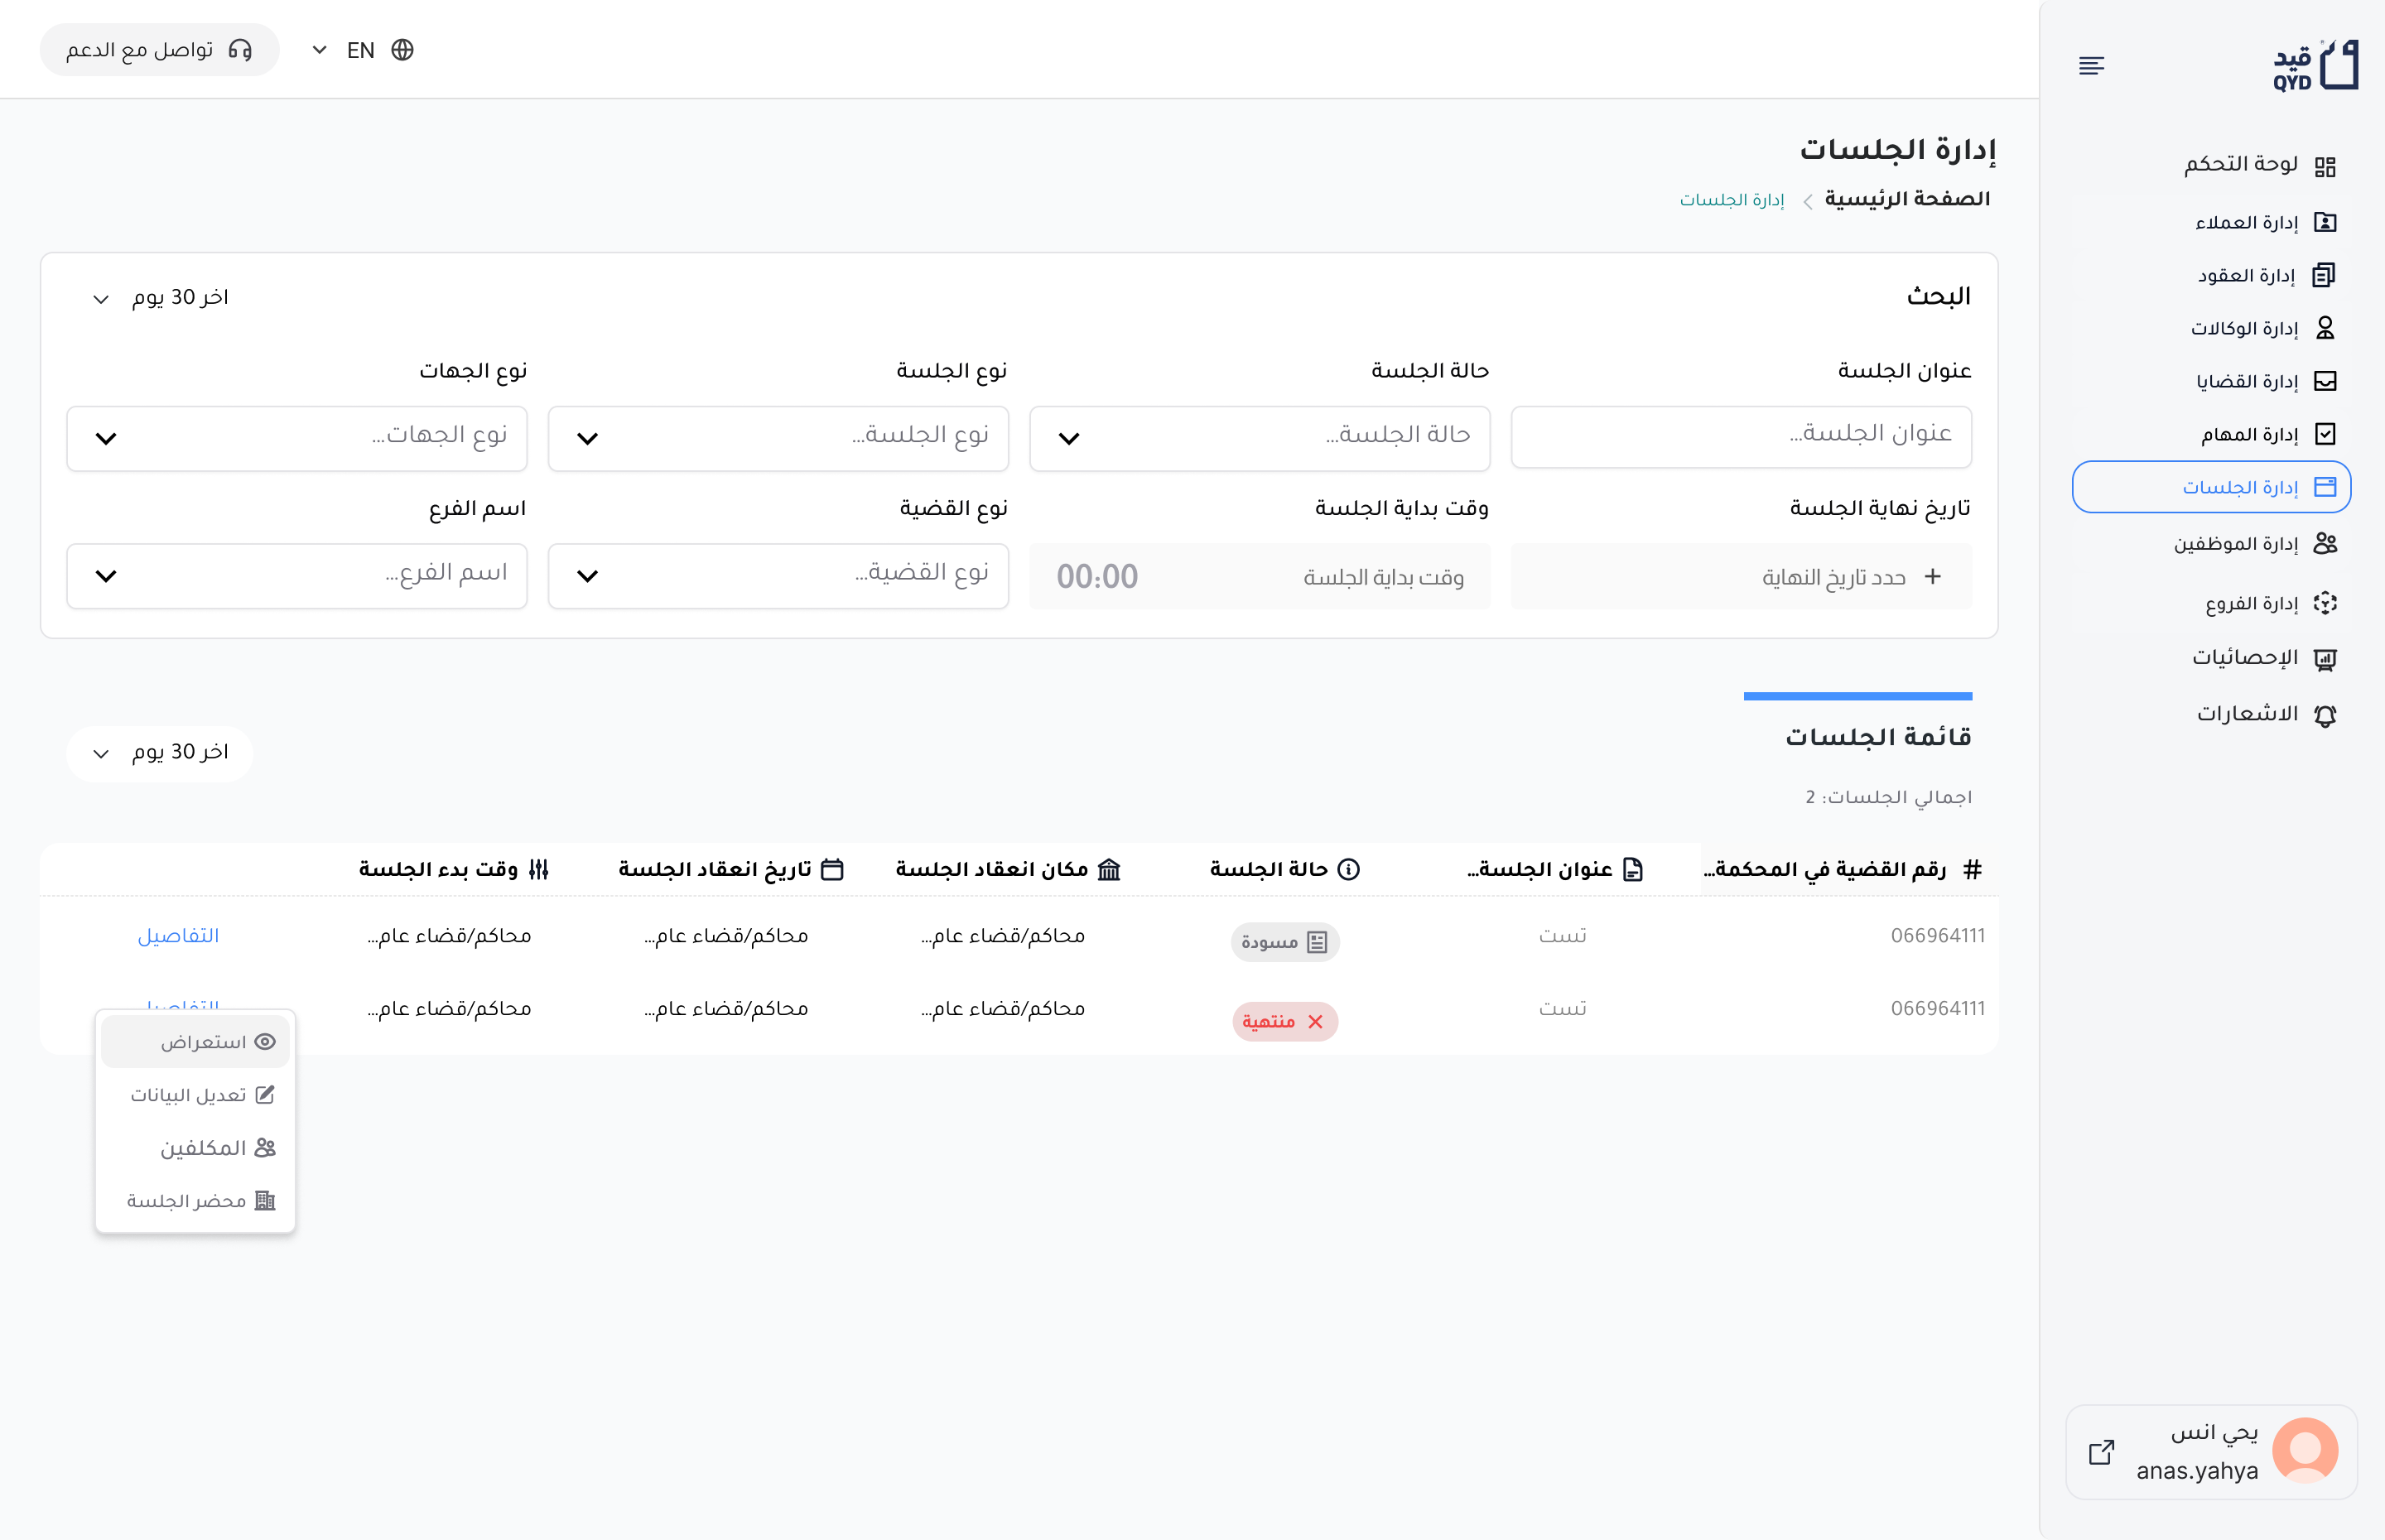 قيد
QYD
لوحة التحكم
إدارة العملاء
إدارة العقود
إدارة الوكالات
إدارة القضايا
إدارة المهام
إدارة الجلسات
إدارة الموظفين
إدارة الفروع
الإحصائيات
الاشعارات
يحي انس
anas.yahya
EN
تواصل مع الدعم
إدارة الجلسات
الصفحة الرئيسية
إدارة الجلسات
البحث
اخر 30 يوم
عنوان الجلسة
حالة الجلسة
نوع الجلسة
نوع الجهات
عنوان الجلسة...
حالة الجلسة...
نوع الجلسة...
نوع الجهات...
تاريخ نهاية الجلسة
وقت بداية الجلسة
نوع القضية
اسم الفرع
حدد تاريخ النهاية
وقت بداية الجلسة
00:00
نوع القضية...
اسم الفرع...
قائمة الجلسات
اخر 30 يوم
اجمالي الجلسات: 2
رقم القضية في المحكمة...
عنوان الجلسة...
حالة الجلسة
مكان انعقاد الجلسة
تاريخ انعقاد الجلسة
وقت بدء الجلسة
066964111
تست
مسودة
محاكم/قضاء عام...
محاكم/قضاء عام...
محاكم/قضاء عام...
التفاصيل
066964111
تست
منتهية
محاكم/قضاء عام...
محاكم/قضاء عام...
محاكم/قضاء عام...
التفاصيل
استعراض
تعديل البيانات
المكلفين
محضر الجلسة